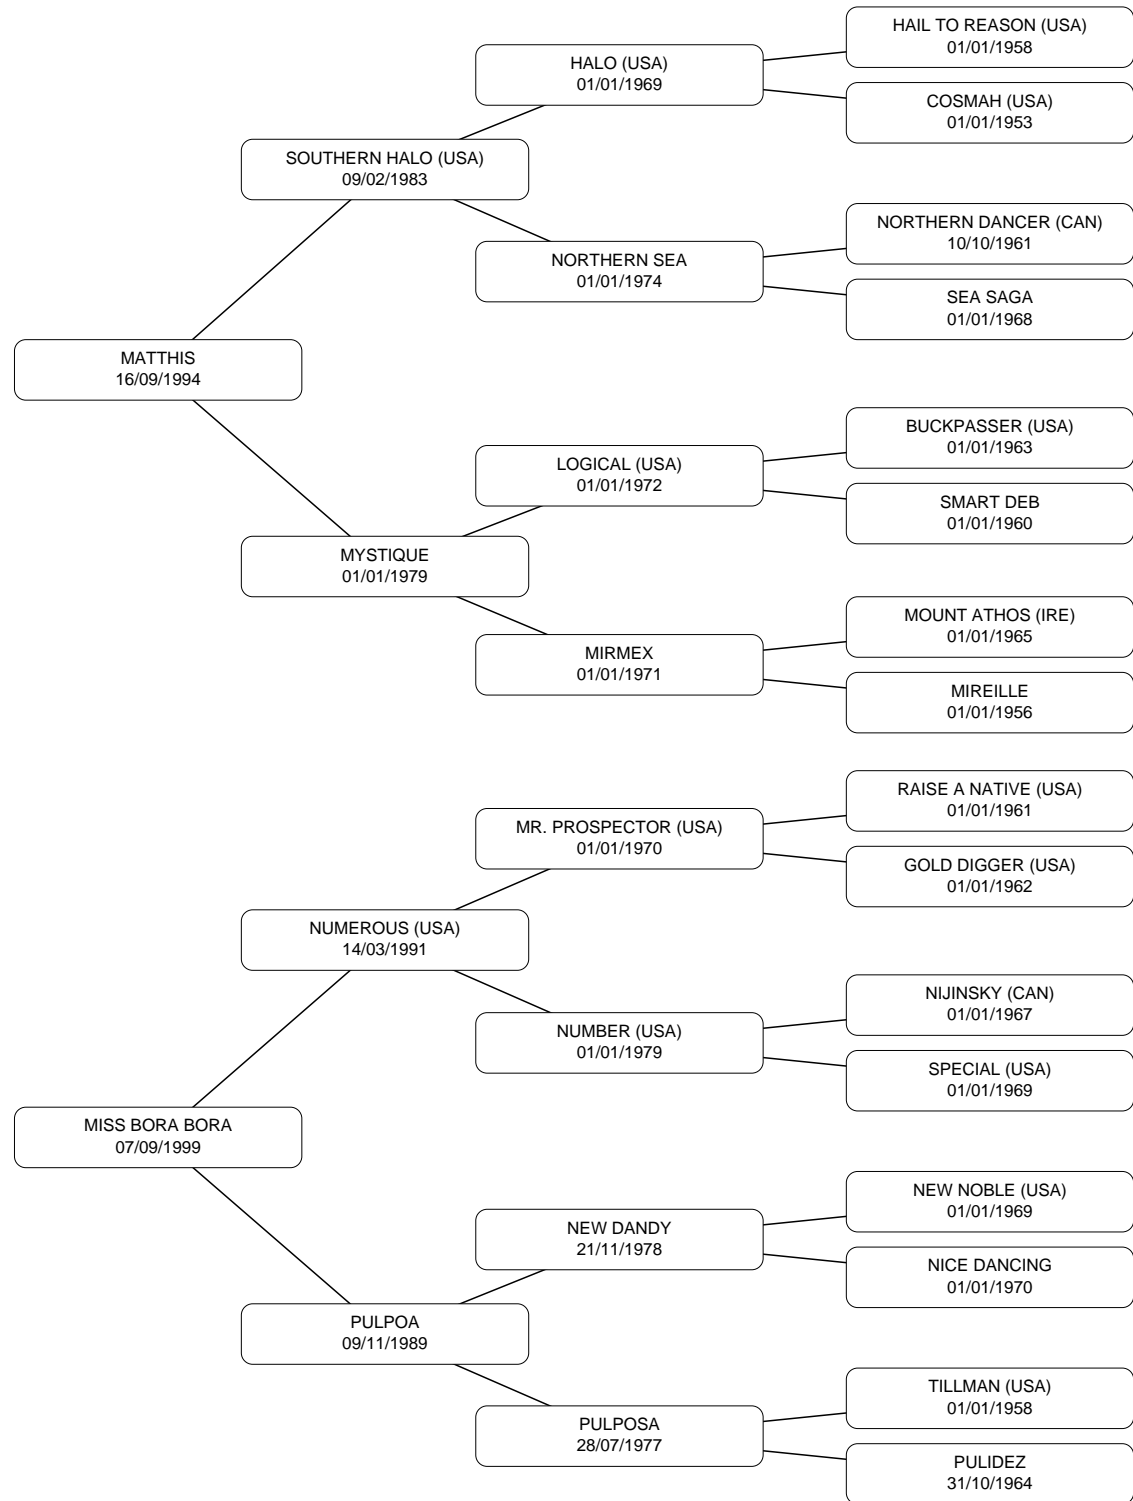 HAIL TO REASON (USA)
01/01/1958
HALO (USA)
01/01/1969
COSMAH (USA)
01/01/1953
SOUTHERN HALO (USA)
09/02/1983
NORTHERN DANCER (CAN)
10/10/1961
NORTHERN SEA
01/01/1974
SEA SAGA
01/01/1968
MATTHIS
16/09/1994
BUCKPASSER (USA)
01/01/1963
LOGICAL (USA)
01/01/1972
SMART DEB
01/01/1960
MYSTIQUE
01/01/1979
MOUNT ATHOS (IRE)
01/01/1965
MIRMEX
01/01/1971
MIREILLE
01/01/1956
RAISE A NATIVE (USA)
01/01/1961
MR. PROSPECTOR (USA)
01/01/1970
GOLD DIGGER (USA)
01/01/1962
NUMEROUS (USA)
14/03/1991
NIJINSKY (CAN)
01/01/1967
NUMBER (USA)
01/01/1979
SPECIAL (USA)
01/01/1969
MISS BORA BORA
07/09/1999
NEW NOBLE (USA)
01/01/1969
NEW DANDY
21/11/1978
NICE DANCING
01/01/1970
PULPOA
09/11/1989
TILLMAN (USA)
01/01/1958
PULPOSA
28/07/1977
PULIDEZ
31/10/1964